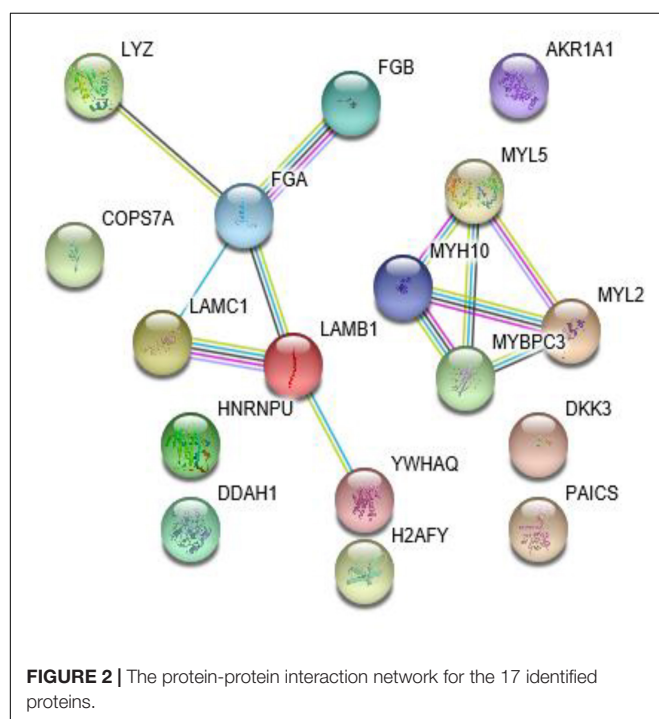 LYZ
AKR1A1
FGB
MYL5
FGA
COPS7A
MYH10
MYL2
LAMC1
LAMB1
MYBPC3
HNRNPU
DKK3
YWHAQ
DDAH1
PAICS
H2AFY
FIGURE 2 | The protein-protein interaction network for the 17 identified
proteins.